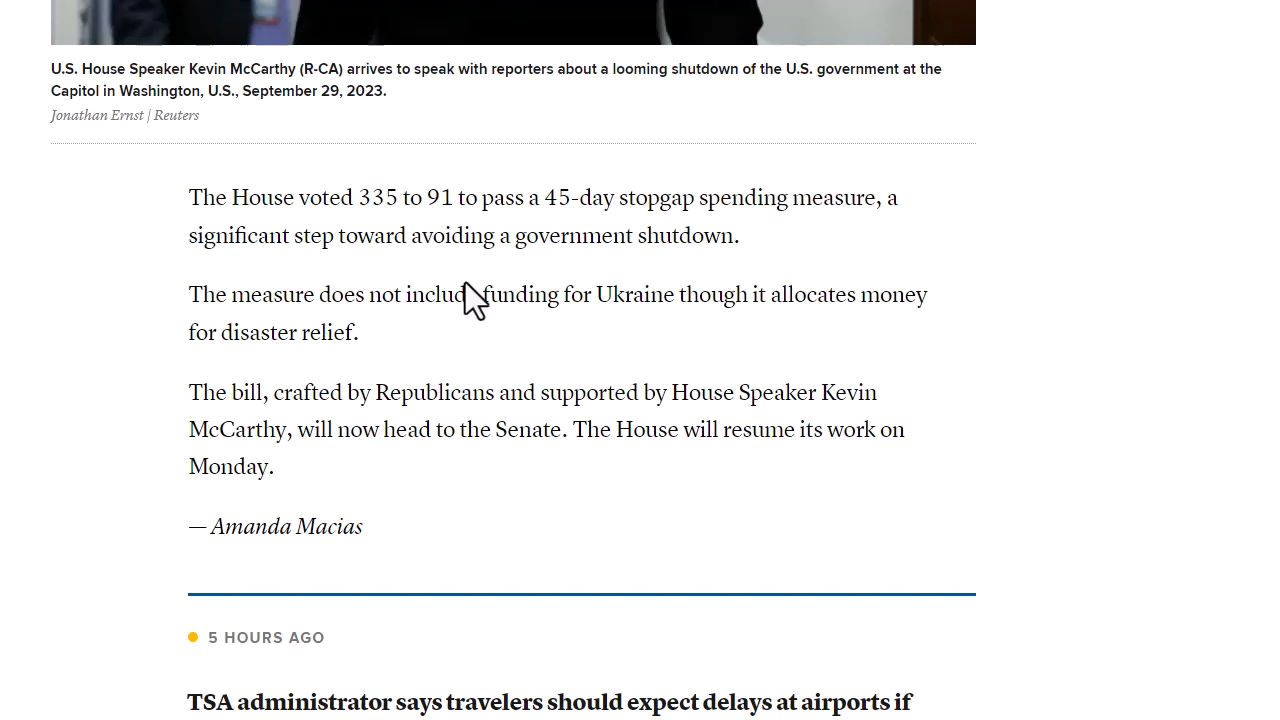 U.S. House Speaker Kevin McCarthy (R-CA) arrives to speak with reporters about a looming shutdown of the U.S. government at the
Capitol in Washington, U.S., September 29, 2023.
Jonathan Ernst | Reuters
The House voted 335 to 91 to pass a 45-day stopgap spending measure, a
significant step toward avoiding a government shutdown.
The measure does not include funding for Ukraine though it allocates money
for disaster relief.
The bill, crafted by Republicans and supported by House Speaker Kevin
McCarthy, will now head to the Senate. The House will resume its work on
Monday.
— Amanda Macias
5 HOURS AGO
TSA administrator says travelers should expect delays at airports if